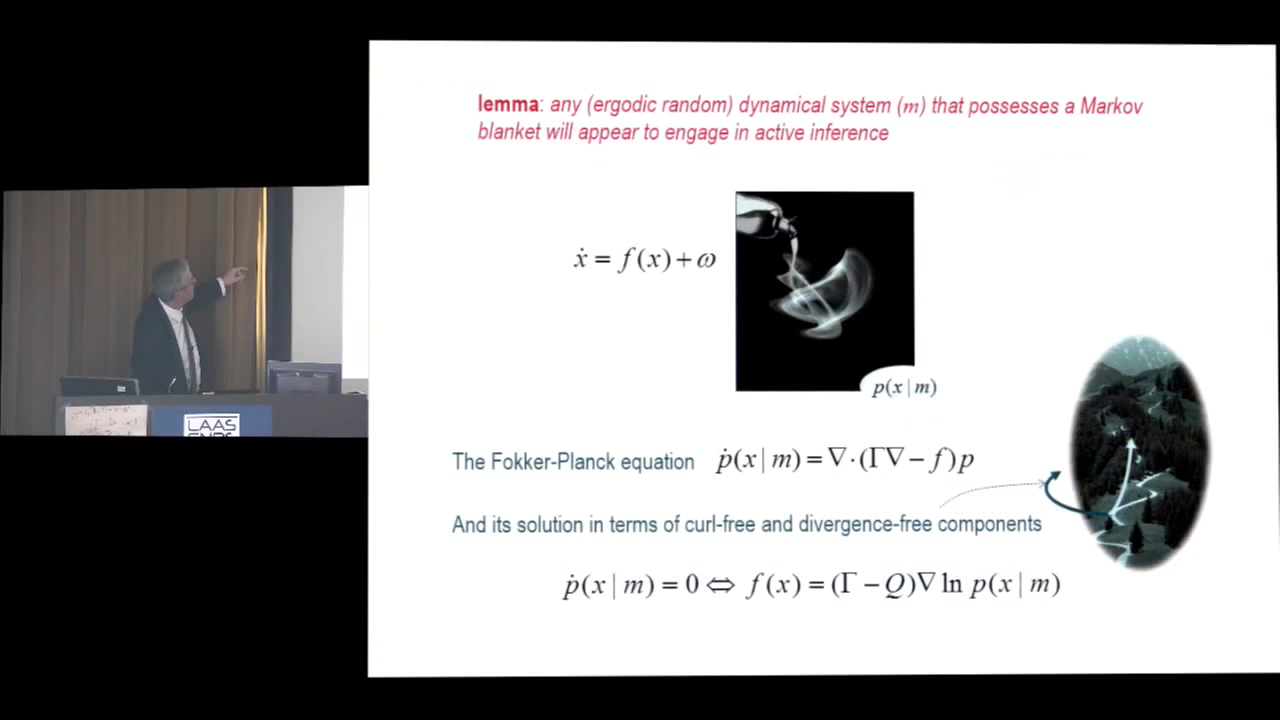 lemma: any (ergodic random) dynamical system (m) that possesses a Markov
blanket will appear to engage in active inference
ẋ = f(x) + ω
p(x | m)
The Fokker-Planck equation ṗ(x | m) = ∇·(Γ∇ − f)p
And its solution in terms of curl-free and divergence-free components
ṗ(x | m) = 0 ⇔ f(x) = (Γ − Q)∇ ln p(x | m)
LAAS
CNRS